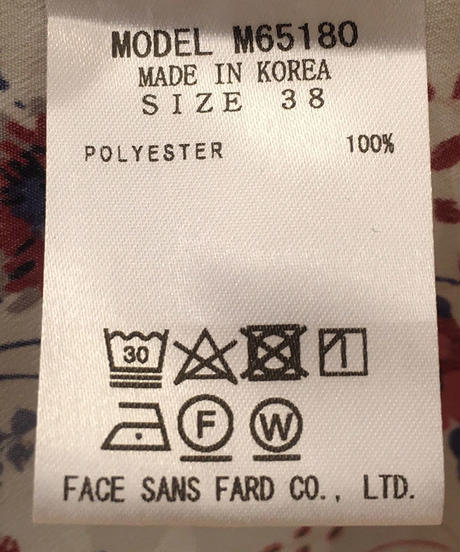 MODEL M65180
MADE IN KOREA
SIZE 38
POLYESTER 100%
30
F W
FACE SANS FARD CO., LTD.